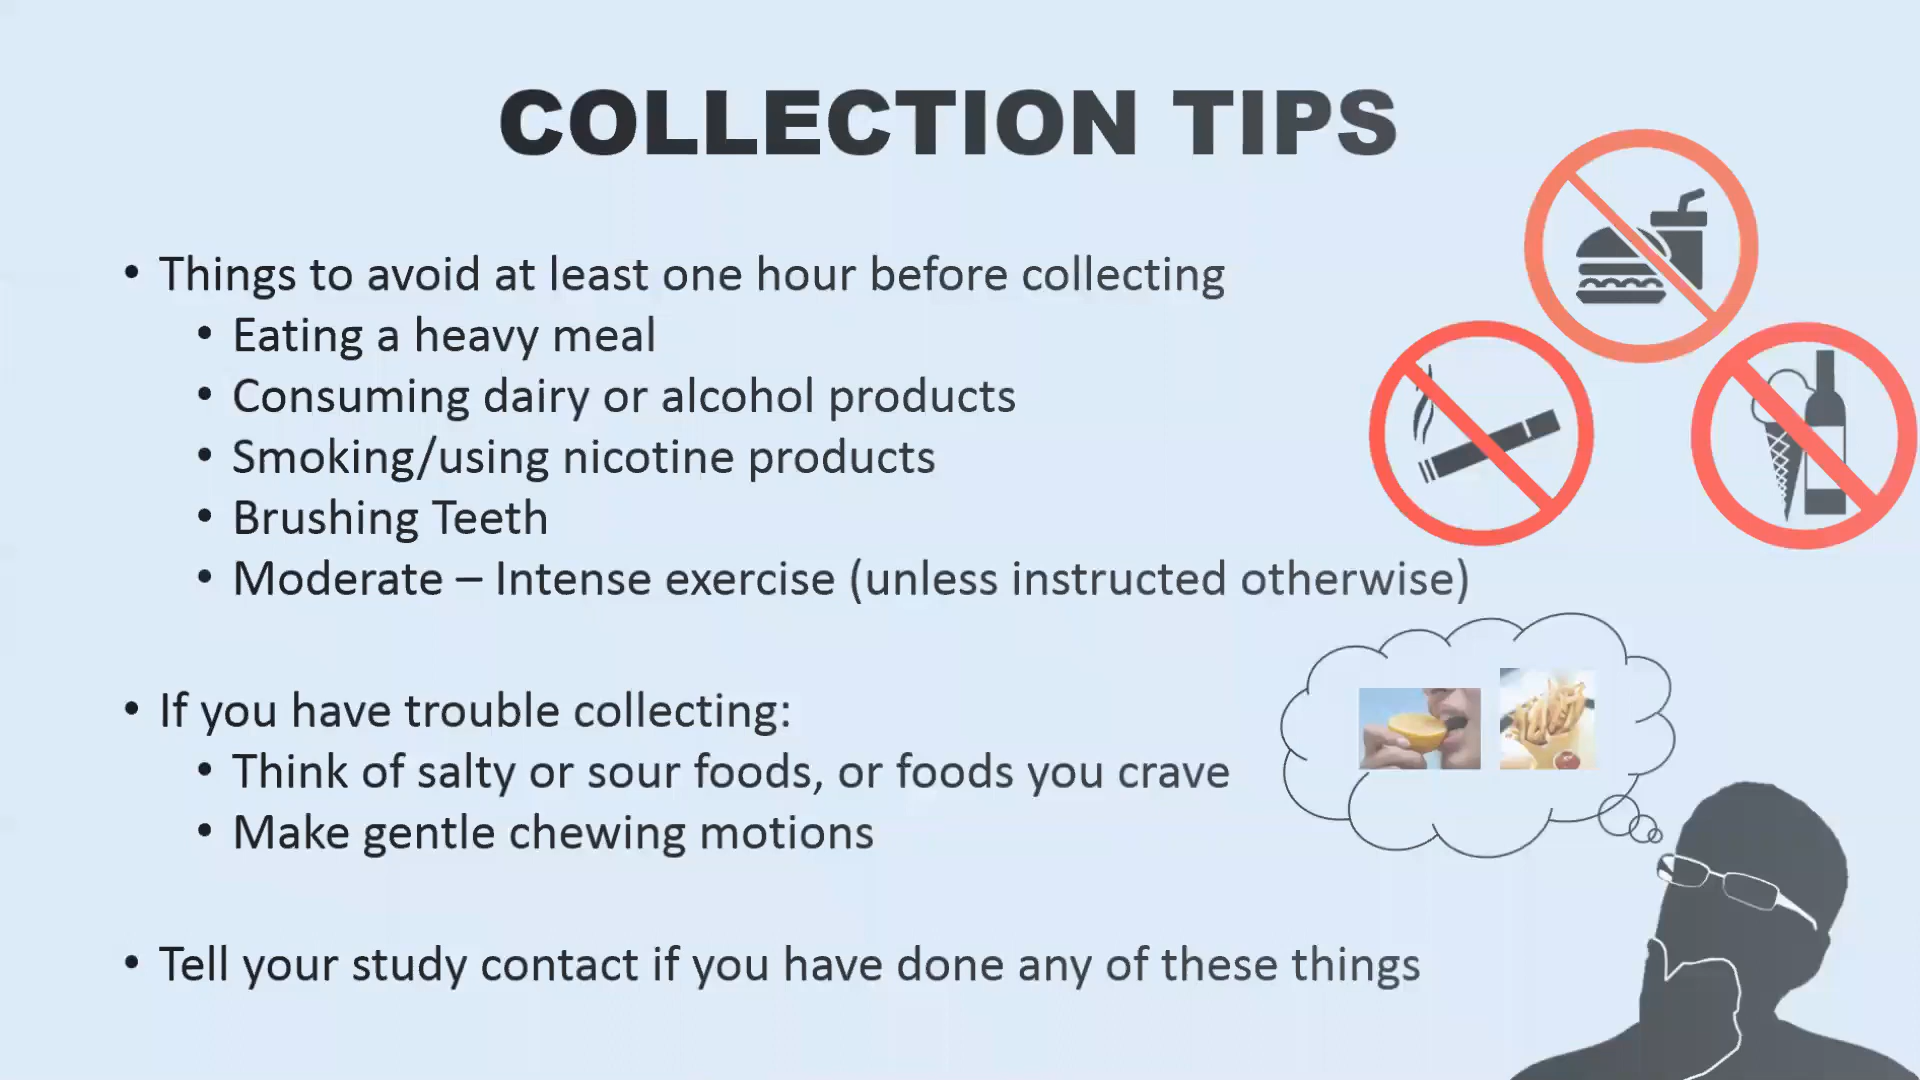 COLLECTION TIPS
• Things to avoid at least one hour before collecting
• Eating a heavy meal
• Consuming dairy or alcohol products
• Smoking/using nicotine products
• Brushing Teeth
• Moderate – Intense exercise (unless instructed otherwise)
• If you have trouble collecting:
• Think of salty or sour foods, or foods you crave
• Make gentle chewing motions
• Tell your study contact if you have done any of these things